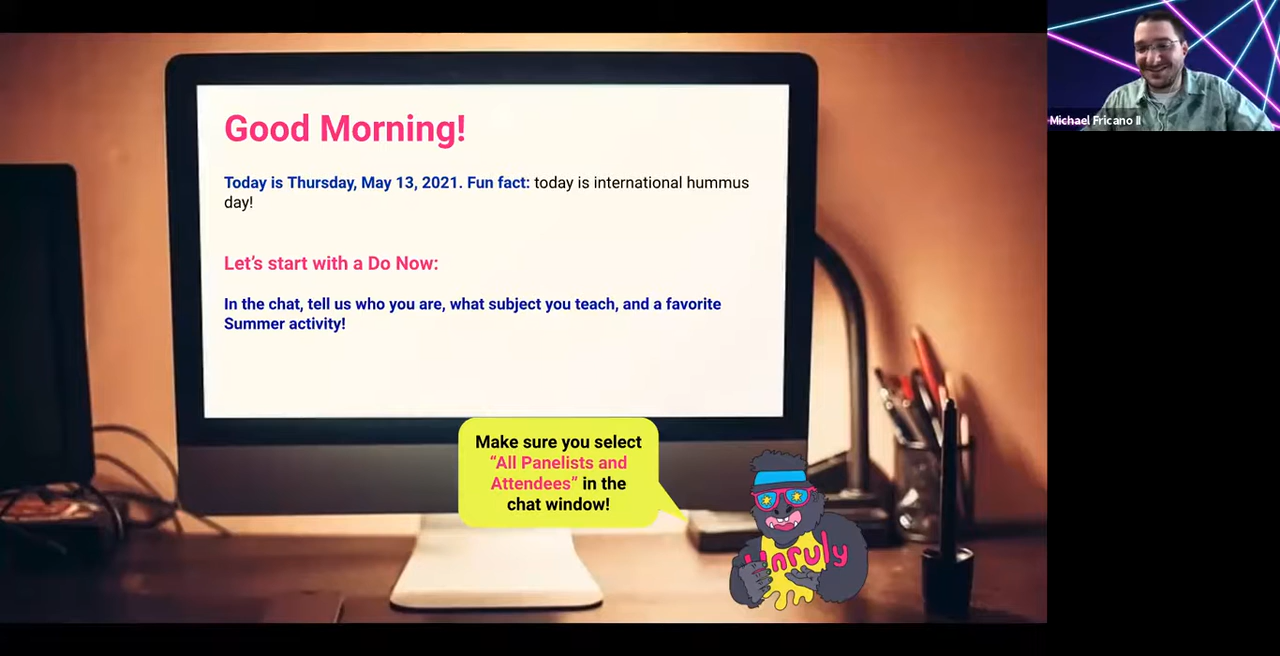 Good Morning!
Today is Thursday, May 13, 2021. Fun fact: today is international hummus
day!
Let’s start with a Do Now:
In the chat, tell us who you are, what subject you teach, and a favorite
Summer activity!
Make sure you select
“All Panelists and
Attendees” in the
chat window!
Unruly
Michael Fricano II